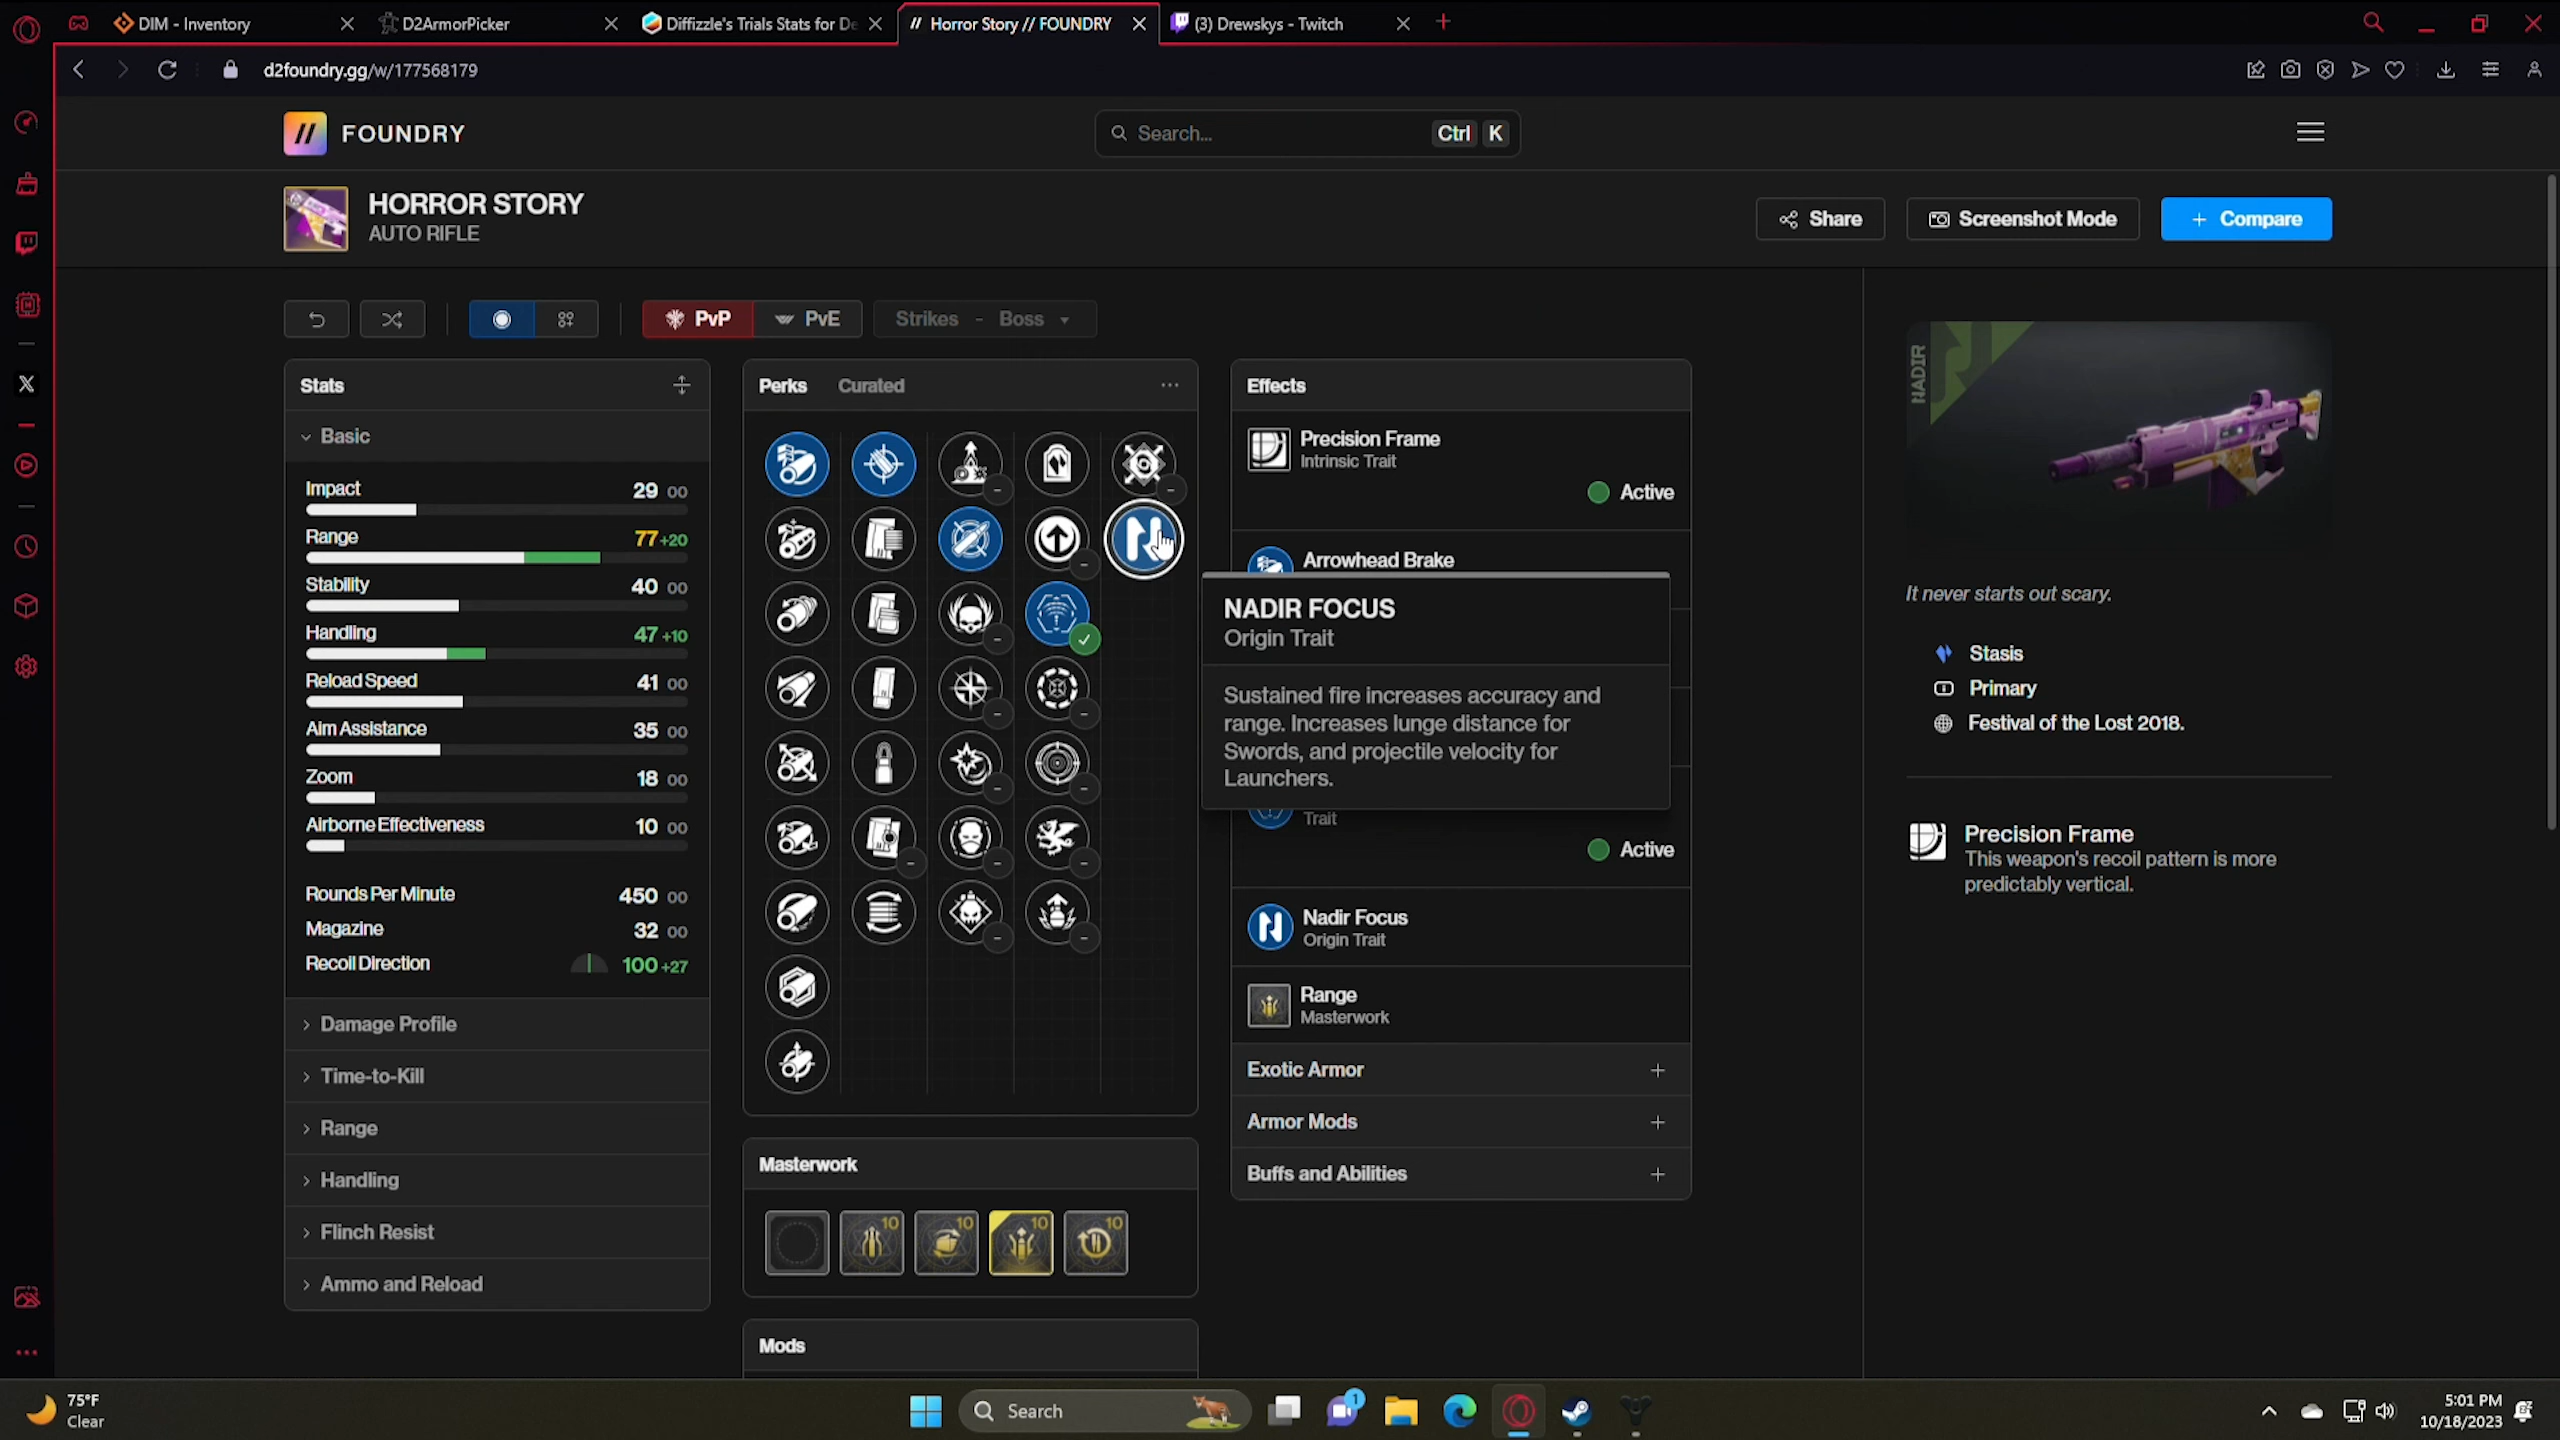 DIM - Inventory
D2ArmorPicker
Diffizzle's Trials Stats for De
// Horror Story // FOUNDRY
(3) Drewskys - Twitch
d2foundry.gg/w/177568179
// FOUNDRY
Search...
Ctrl K
HORROR STORY
AUTO RIFLE
Share
Screenshot Mode
+ Compare
PvP
PvE
Strikes - Boss
Stats
Basic
Impact 29 00
Range 77 +20
Stability 40 00
Handling 47 +10
Reload Speed 41 00
Aim Assistance 35 00
Zoom 18 00
Airborne Effectiveness 10 00
Rounds Per Minute 450 00
Magazine 32 00
Recoil Direction 100 +27
Damage Profile
Time-to-Kill
Range
Handling
Flinch Resist
Ammo and Reload
Perks Curated
Masterwork
10 10 10 10
Mods
Effects
Precision Frame
Intrinsic Trait
Active
Arrowhead Brake
NADIR FOCUS
Origin Trait
Sustained fire increases accuracy and
range. Increases lunge distance for
Swords, and projectile velocity for
Launchers.
Trait
Active
Nadir Focus
Origin Trait
Range
Masterwork
Exotic Armor +
Armor Mods +
Buffs and Abilities +
NADIR
It never starts out scary.
Stasis
Primary
Festival of the Lost 2018.
Precision Frame
This weapon's recoil pattern is more
predictably vertical.
75°F
Clear
Search
1
5:01 PM
10/18/2023